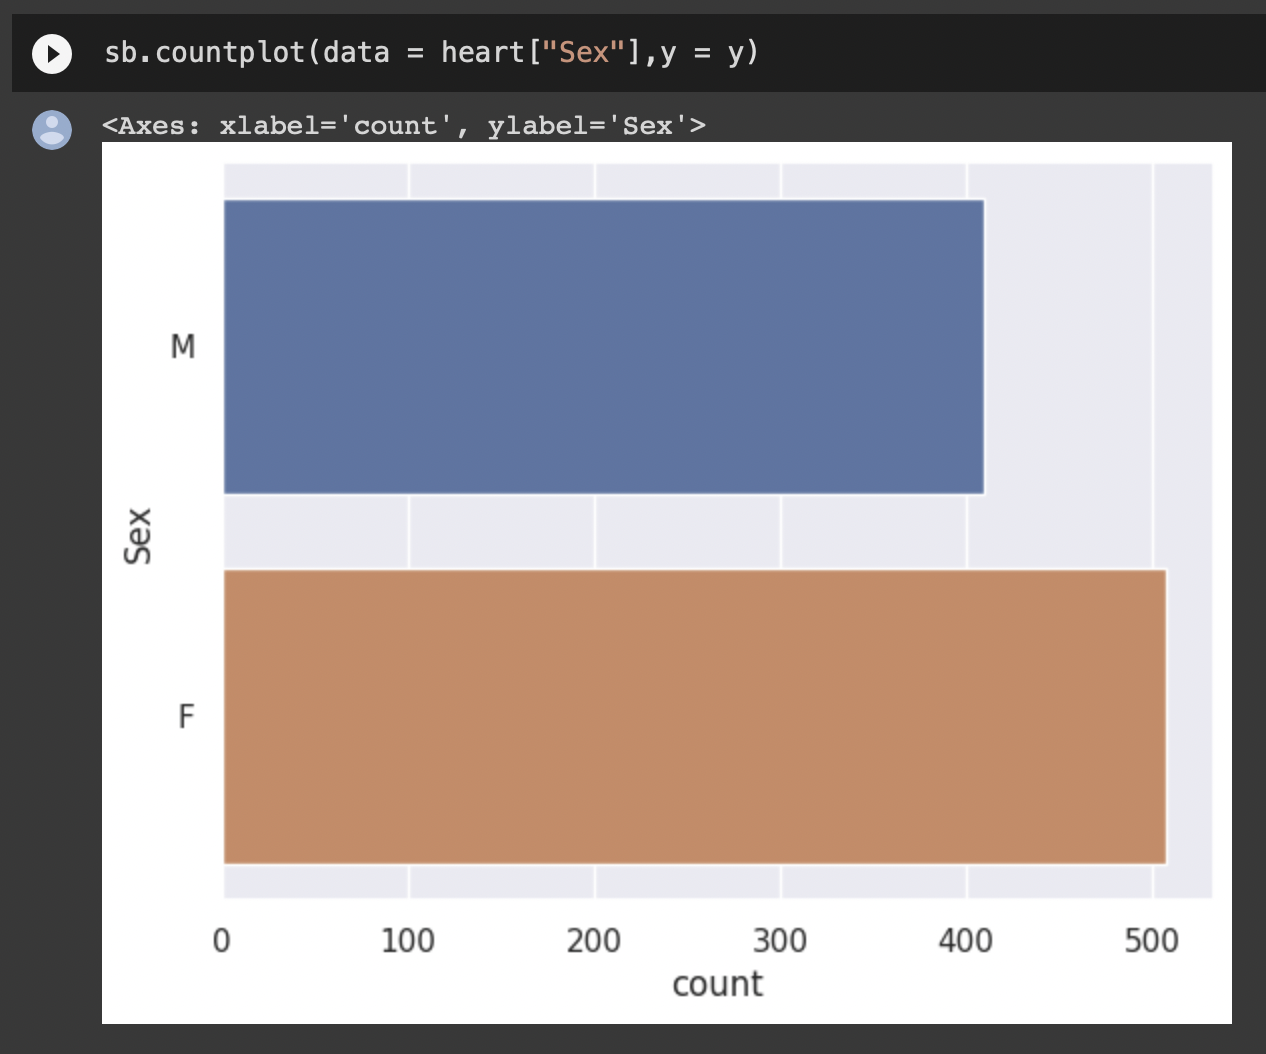 sb.countplot(data = heart["Sex"],y = y)
<Axes: xlabel='count', ylabel='Sex'>
M
Sex
F
0 100 200 300 400 500
count